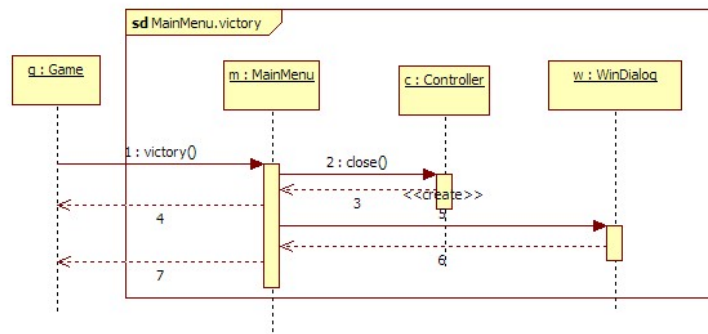 sd MainMenu.victory
g : Game
m : MainMenu
c : Controller
w : WinDialog
1 : victory()
2 : close()
3
<<create>>
4
5
6
7